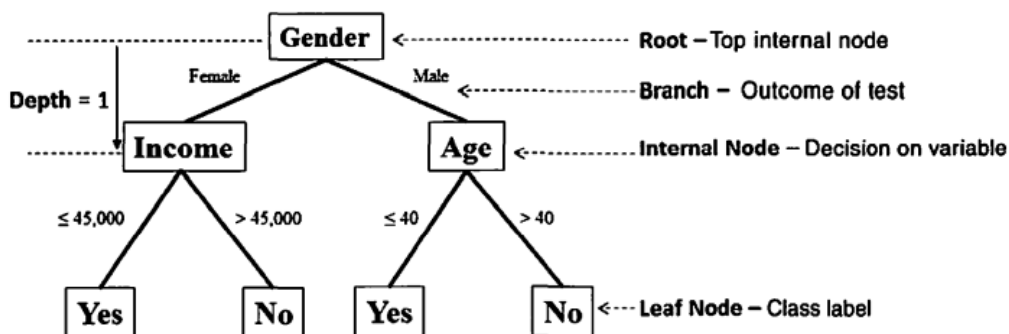 Gender
Root – Top internal node
Female
Male
Branch – Outcome of test
Depth = 1
Income
Age
Internal Node – Decision on variable
≤ 45,000
> 45,000
≤ 40
> 40
Yes
No
Yes
No
Leaf Node – Class label